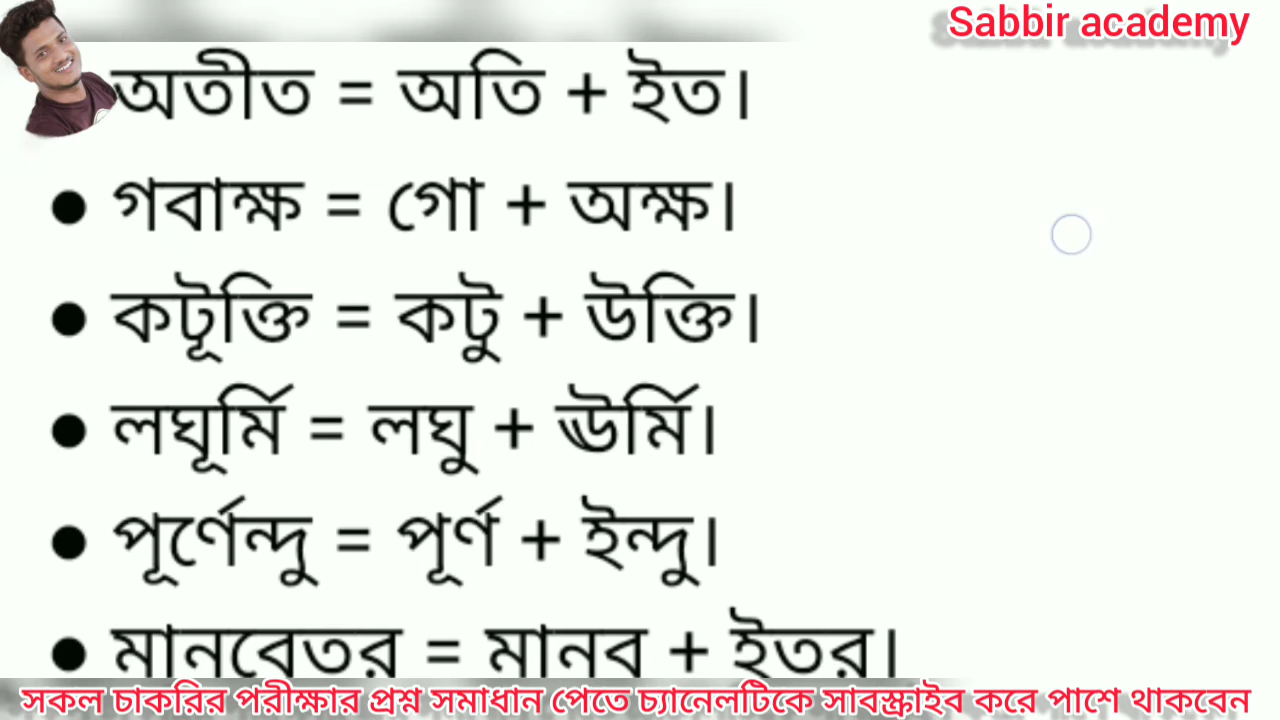 Sabbir academy
অতীত = অতি + ইত।
● গবাক্ষ = গো + অক্ষ।
● কটূক্তি = কটু + উক্তি।
● লঘূর্মি = লঘু + ঊর্মি।
● পূর্ণেন্দু = পূর্ণ + ইন্দু।
● মানবেতর = মানব + ইতর।
সকল চাকরির পরীক্ষার প্রশ্ন সমাধান পেতে চ্যানেলটিকে সাবস্ক্রাইব করে পাশে থাকবেন